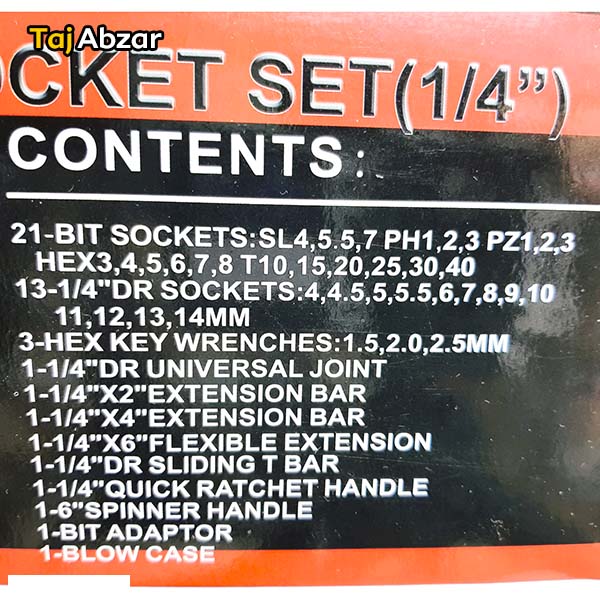 Taj Abzar
OCKET SET(1/4”)
CONTENTS:
21-BIT SOCKETS:SL4,5.5,7 PH1,2,3 PZ1,2,3
HEX3,4,5,6,7,8 T10,15,20,25,30,40
13-1/4"DR SOCKETS:4,4.5,5,5.5,6,7,8,9,10
11,12,13,14MM
3-HEX KEY WRENCHES:1.5,2.0,2.5MM
1-1/4"DR UNIVERSAL JOINT
1-1/4"X2"EXTENSION BAR
1-1/4"X4"EXTENSION BAR
1-1/4"X6"FLEXIBLE EXTENSION
1-1/4"DR SLIDING T BAR
1-1/4"QUICK RATCHET HANDLE
1-6"SPINNER HANDLE
1-BIT ADAPTOR
1-BLOW CASE